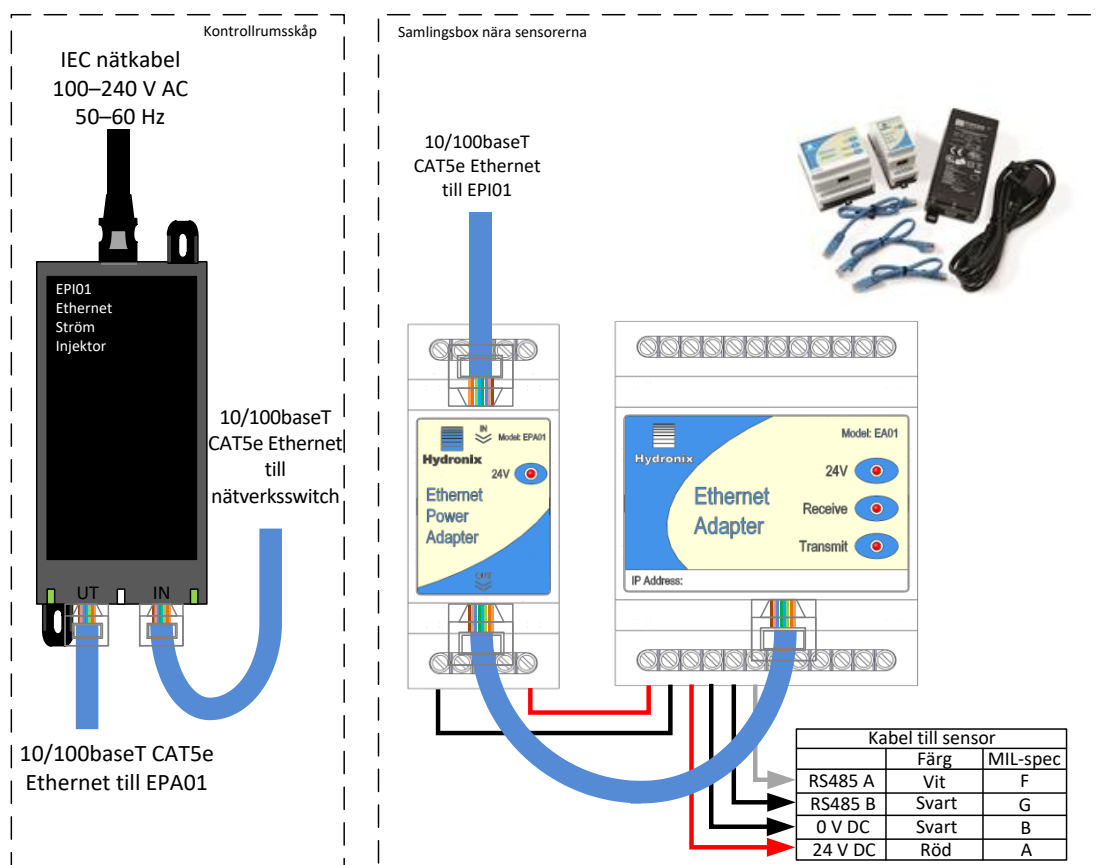 Kontrollrumsskåp
IEC nätkabel
100–240 V AC
50–60 Hz
EPI01
Ethernet
Ström
Injektor
10/100baseT
CAT5e Ethernet
till
nätverksswitch
UT
IN
10/100baseT CAT5e
Ethernet till EPA01
Samlingsbox nära sensorerna
10/100baseT
CAT5e Ethernet
till EPI01
IN
Model: EPA01
Hydronix
24V
Ethernet
Power
Adapter
Model: EA01
Hydronix
24V
Ethernet
Adapter
Receive
Transmit
IP Address:
Kabel till sensor
Färg MIL-spec
RS485 A Vit F
RS485 B Svart G
0 V DC Svart B
24 V DC Röd A